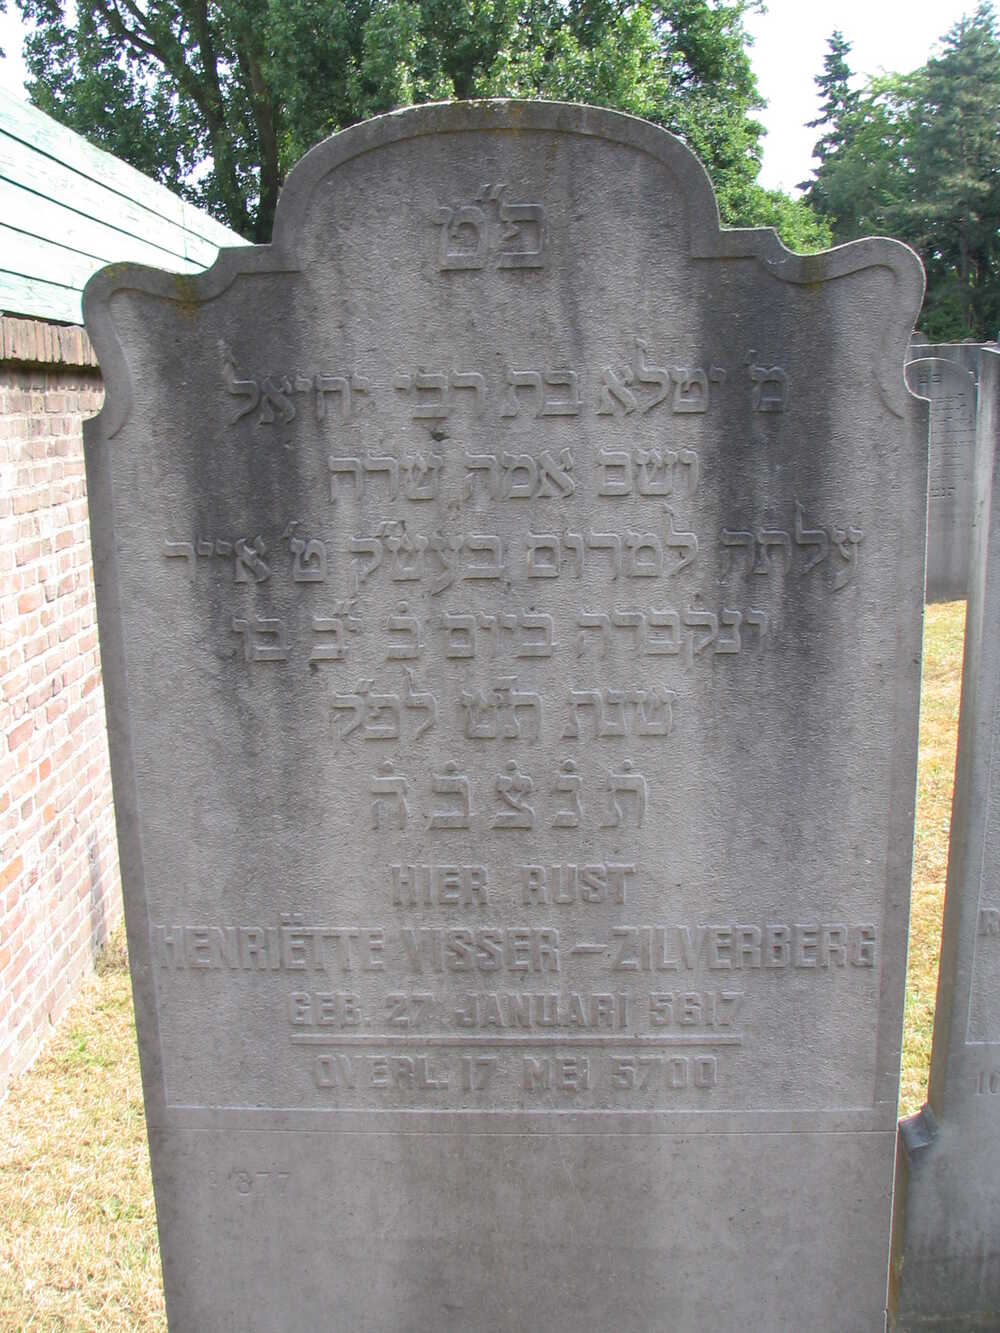 פ״ט
מ׳ יטלא בת רבי יחיאל
ושם אמה שרה
עלתה למרום בעש״ק ט׳ אייר
ונקברה ביום ב׳ י״ב בו
שנת ת״ש לפ״ק
ת׳נ׳צ׳ב׳ה׳
HIER RUST
HENRIËTTE VISSER-ZILVERBERG
GEB. 27 JANUARI 5617
OVERL. 17 MEI 5700